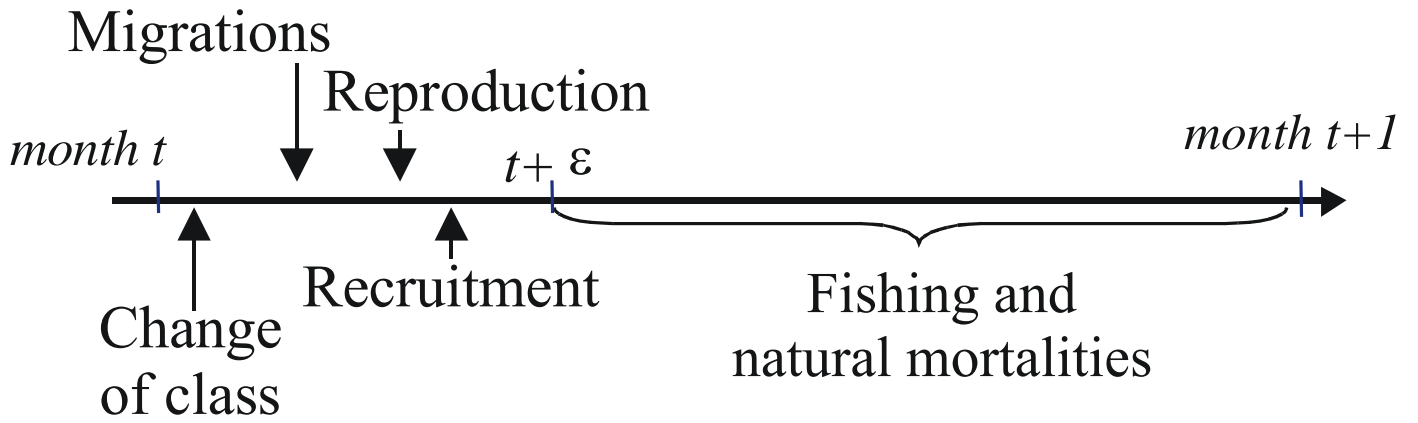 Migrations
Reproduction
month t
t+ ε
month t+1
Recruitment
Change
of class
Fishing and
natural mortalities